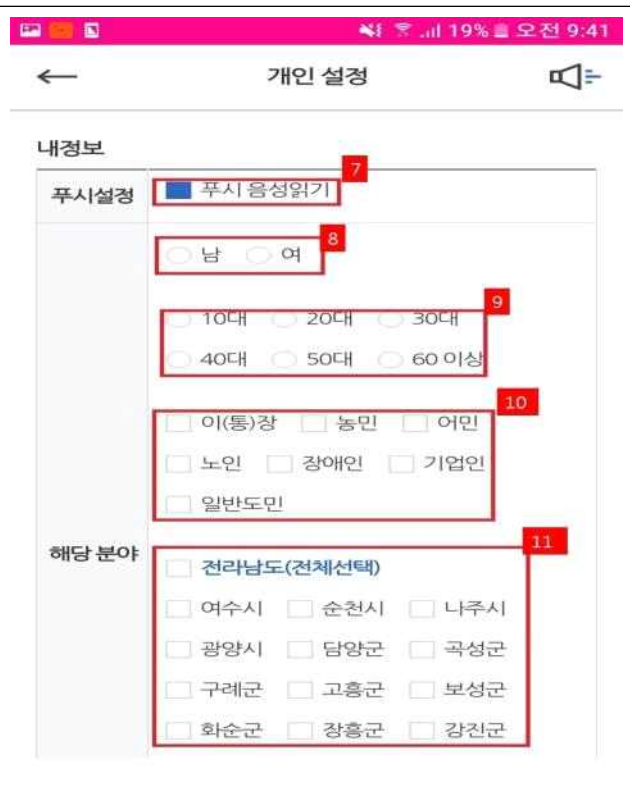 19% 오전 9:41
개인 설정
내정보
7
푸시설정 푸시 음성읽기
8
남 여
9
10대 20대 30대
40대 50대 60 이상
10
이(통)장 농민 어민
노인 장애인 기업인
일반도민
11
해당 분야
전라남도(전체선택)
여수시 순천시 나주시
광양시 담양군 곡성군
구례군 고흥군 보성군
화순군 장흥군 강진군